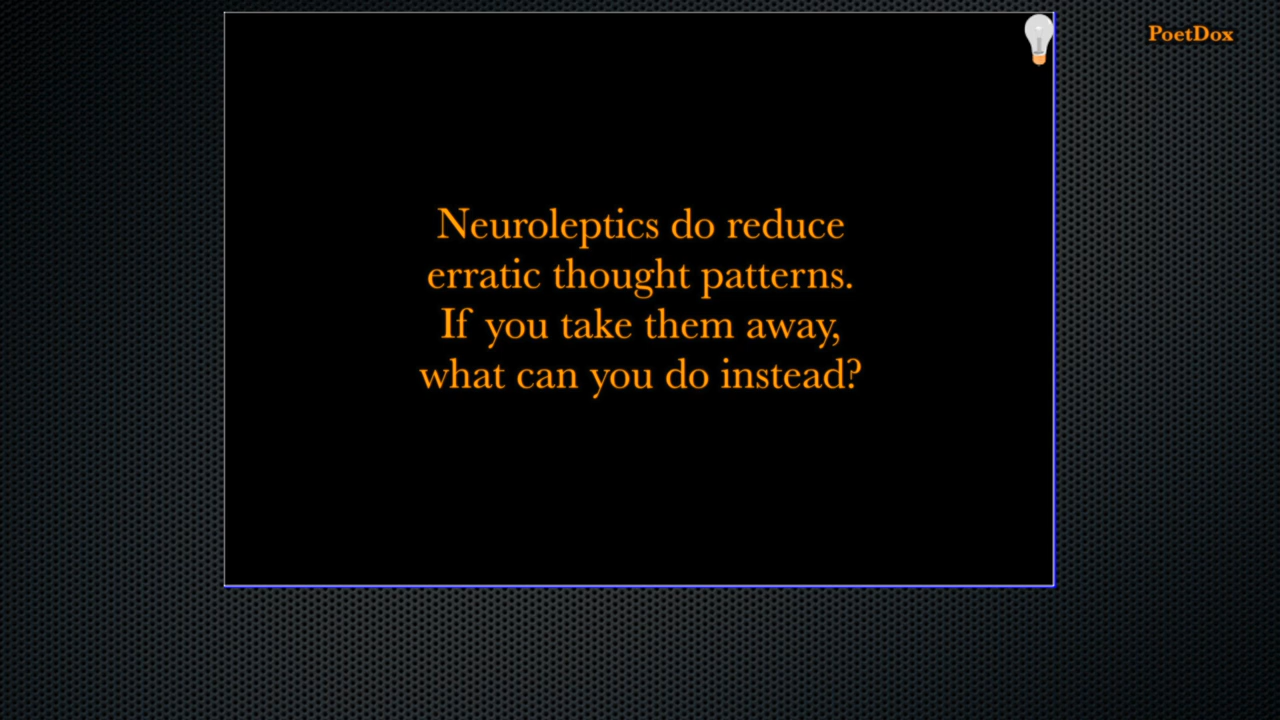 PoetDox
Neuroleptics do reduce
erratic thought patterns.
If you take them away,
what can you do instead?